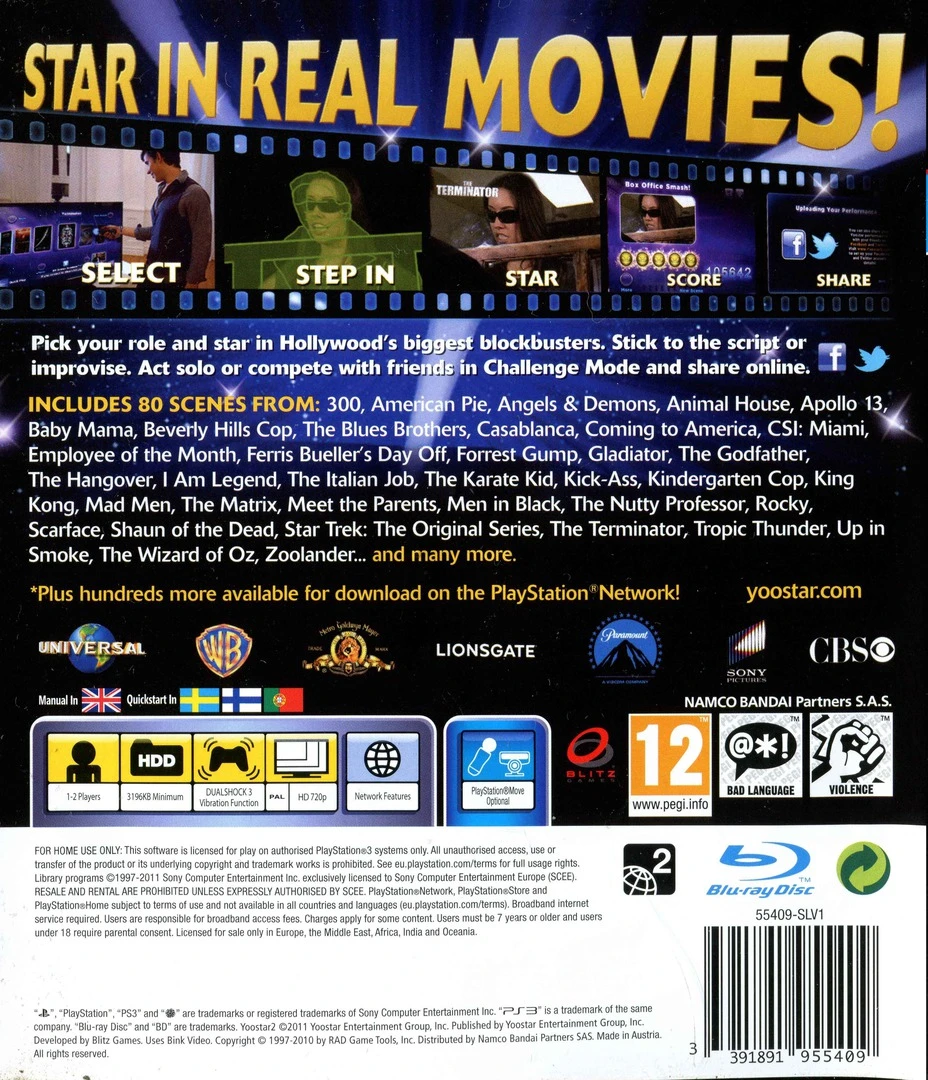 STAR IN REAL MOVIES!
SELECT
STEP IN
THE
TERMINATOR
STAR
Box Office Smash!
SCORE
105642
Uploading Your Performance
SHARE
Pick your role and star in Hollywood's biggest blockbusters. Stick to the script or
improvise. Act solo or compete with friends in Challenge Mode and share online.
INCLUDES 80 SCENES FROM: 300, American Pie, Angels & Demons, Animal House, Apollo 13,
Baby Mama, Beverly Hills Cop, The Blues Brothers, Casablanca, Coming to America, CSI: Miami,
Employee of the Month, Ferris Bueller's Day Off, Forrest Gump, Gladiator, The Godfather,
The Hangover, I Am Legend, The Italian Job, The Karate Kid, Kick-Ass, Kindergarten Cop, King
Kong, Mad Men, The Matrix, Meet the Parents, Men in Black, The Nutty Professor, Rocky,
Scarface, Shaun of the Dead, Star Trek: The Original Series, The Terminator, Tropic Thunder, Up in
Smoke, The Wizard of Oz, Zoolander... and many more.
*Plus hundreds more available for download on the PlayStation®Network! yoostar.com
UNIVERSAL
WB
Metro Goldwyn Mayer
TRADE MARK
LIONSGATE
Paramount
A VIACOM COMPANY
SONY
PICTURES
CBS
Manual In Quickstart In
NAMCO BANDAI Partners S.A.S.
1-2 Players
HDD
3196KB Minimum
DUALSHOCK 3
Vibration Function
PAL HD 720p
Network Features
PlayStation®Move
Optional
BLITZ
GAMES
12
www.pegi.info
@*!
BAD LANGUAGE
VIOLENCE
FOR HOME USE ONLY: This software is licensed for play on authorised PlayStation®3 systems only. All unauthorised access, use or
transfer of the product or its underlying copyright and trademark works is prohibited. See eu.playstation.com/terms for full usage rights.
Library programs ©1997-2011 Sony Computer Entertainment Inc. exclusively licensed to Sony Computer Entertainment Europe (SCEE).
RESALE AND RENTAL ARE PROHIBITED UNLESS EXPRESSLY AUTHORISED BY SCEE. PlayStation®Network, PlayStation®Store and
PlayStation®Home subject to terms of use and not available in all countries and languages (eu.playstation.com/terms). Broadband internet
service required. Users are responsible for broadband access fees. Charges apply for some content. Users must be 7 years or older and users
under 18 require parental consent. Licensed for sale only in Europe, the Middle East, Africa, India and Oceania.
2
Blu-ray Disc™
55409-SLV1
"PlayStation", "PS3" and " " are trademarks or registered trademarks of Sony Computer Entertainment Inc. "PS3" is a trademark of the same
company. "Blu-ray Disc" and "BD" are trademarks. Yoostar2 ©2011 Yoostar Entertainment Group, Inc. Published by Yoostar Entertainment Group, Inc.
Developed by Blitz Games. Uses Bink Video. Copyright © 1997-2010 by RAD Game Tools, Inc. Distributed by Namco Bandai Partners SAS. Made in Austria.
All rights reserved.
3 391891 955409